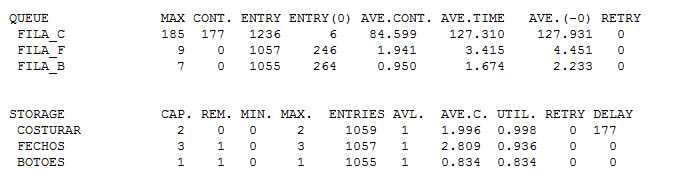 QUEUE MAX CONT. ENTRY ENTRY(0) AVE.CONT. AVE.TIME AVE.(-0) RETRY
FILA_C 185 177 1236 6 84.599 127.310 127.931 0
FILA_F 9 0 1057 246 1.941 3.415 4.451 0
FILA_B 7 0 1055 264 0.950 1.674 2.233 0
STORAGE CAP. REM. MIN. MAX. ENTRIES AVL. AVE.C. UTIL. RETRY DELAY
COSTURAR 2 0 0 2 1059 1 1.996 0.998 0 177
FECHOS 3 1 0 3 1057 1 2.809 0.936 0 0
BOTOES 1 1 0 1 1055 1 0.834 0.834 0 0